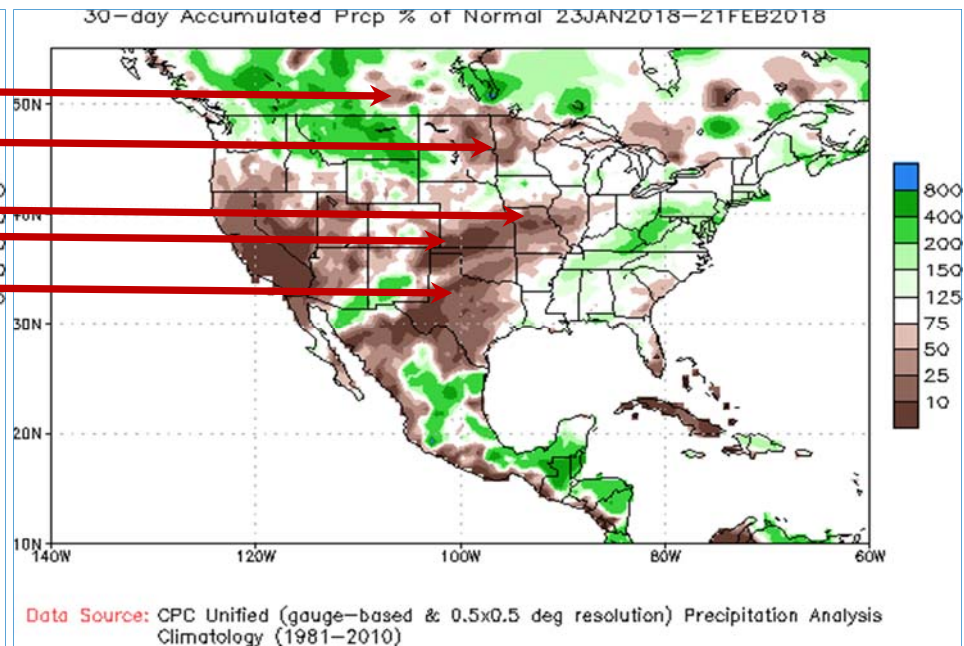 30-day Accumulated Prcp % of Normal 23JAN2018-21FEB2018
50N
40N
30N
20N
10N
140W
120W
100W
80W
60W
800
400
200
150
125
75
50
25
10
Data Source: CPC Unified (gauge-based & 0.5x0.5 deg resolution) Precipitation Analysis
Climatology (1981-2010)